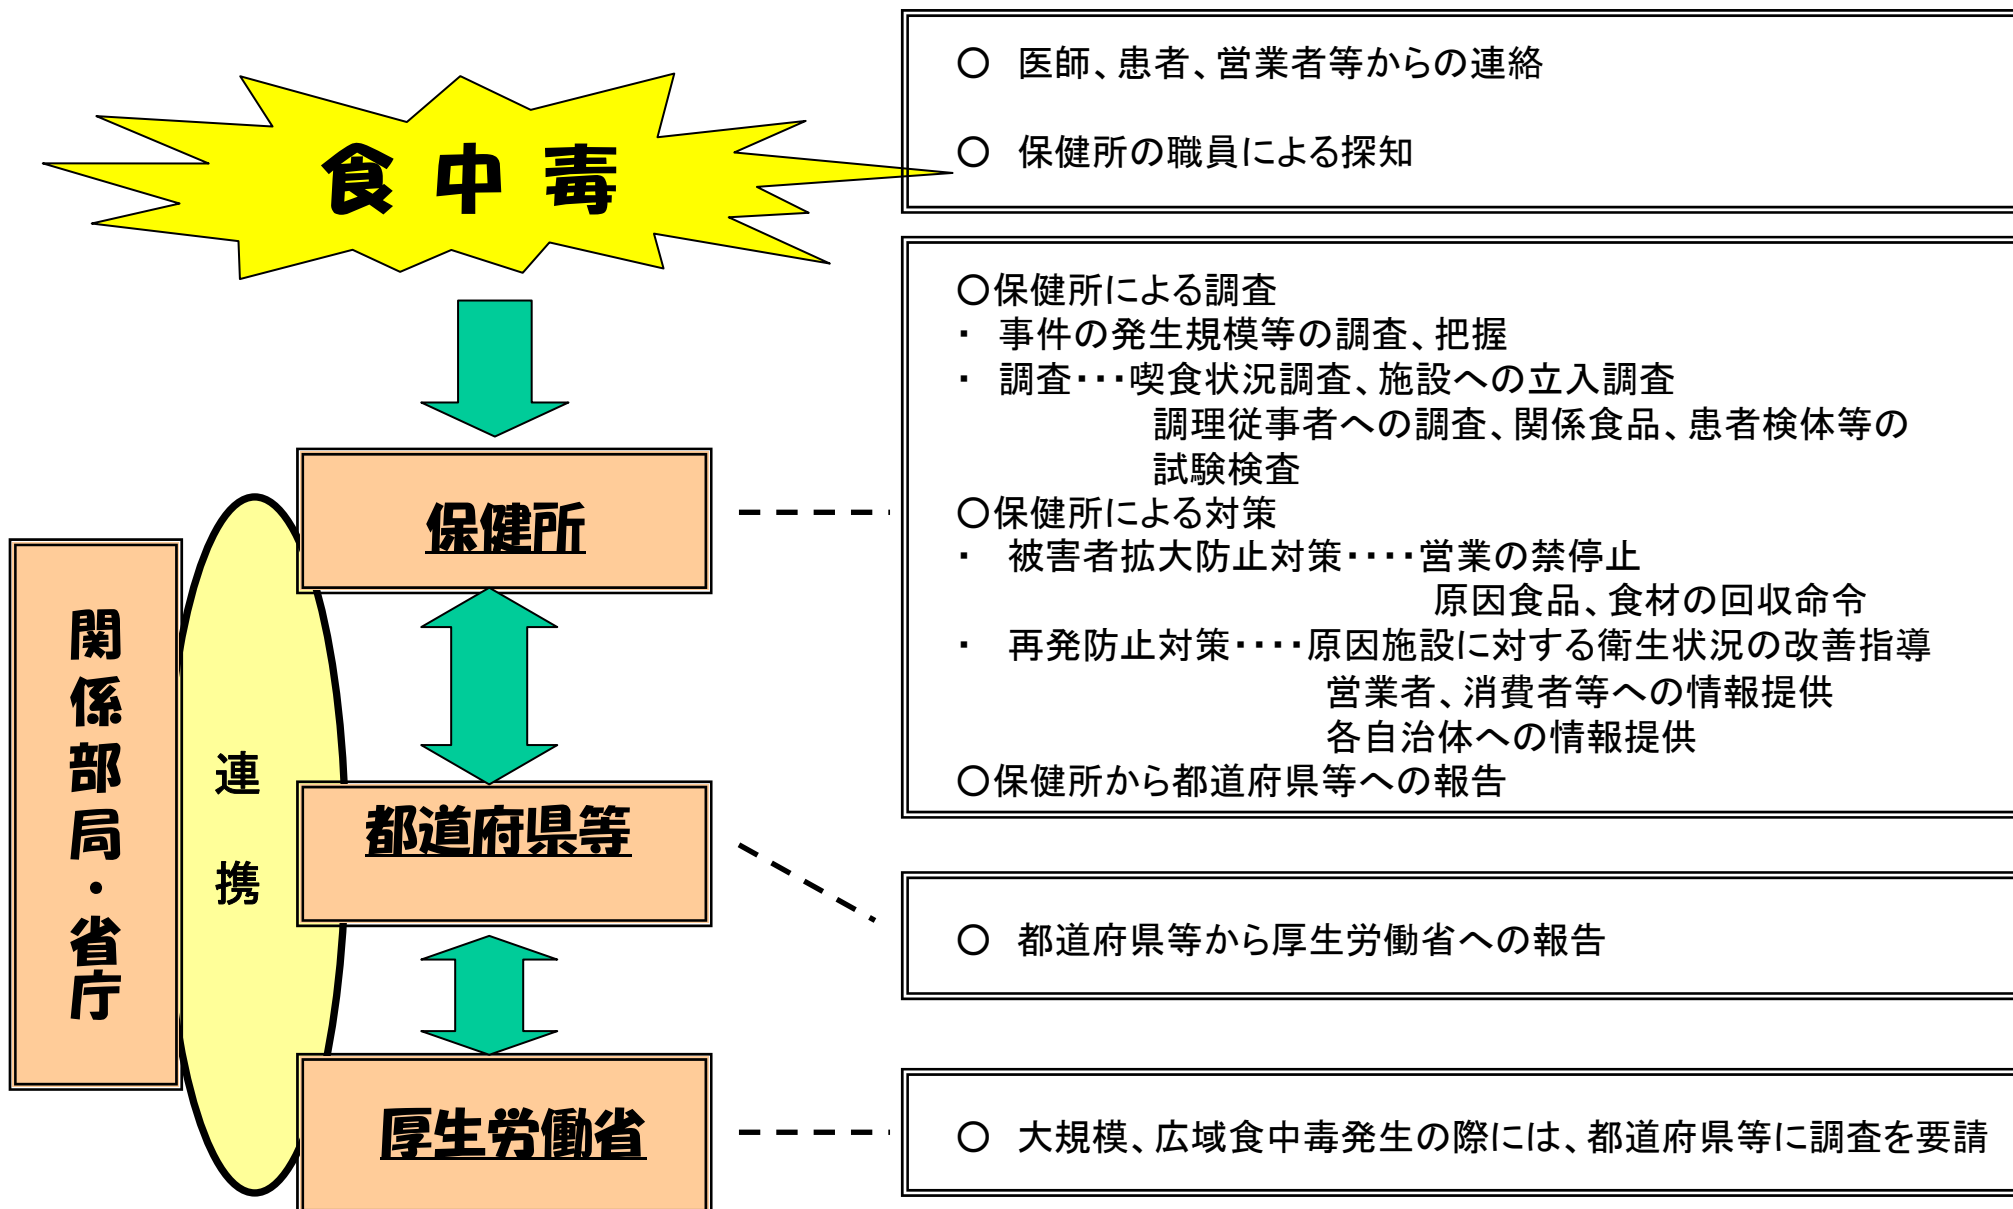 食中毒
○　医師、患者、営業者等からの連絡
○　保健所の職員による探知
○保健所による調査
・　事件の発生規模等の調査、把握
・　調査・・・喫食状況調査、施設への立入調査
調理従事者への調査、関係食品、患者検体等の
試験検査
○保健所による対策
・　被害者拡大防止対策・・・・営業の禁停止
原因食品、食材の回収命令
・　再発防止対策・・・・原因施設に対する衛生状況の改善指導
営業者、消費者等への情報提供
各自治体への情報提供
○保健所から都道府県等への報告
保健所
関係部局・省庁
連携
都道府県等
○　都道府県等から厚生労働省への報告
厚生労働省
○　大規模、広域食中毒発生の際には、都道府県等に調査を要請